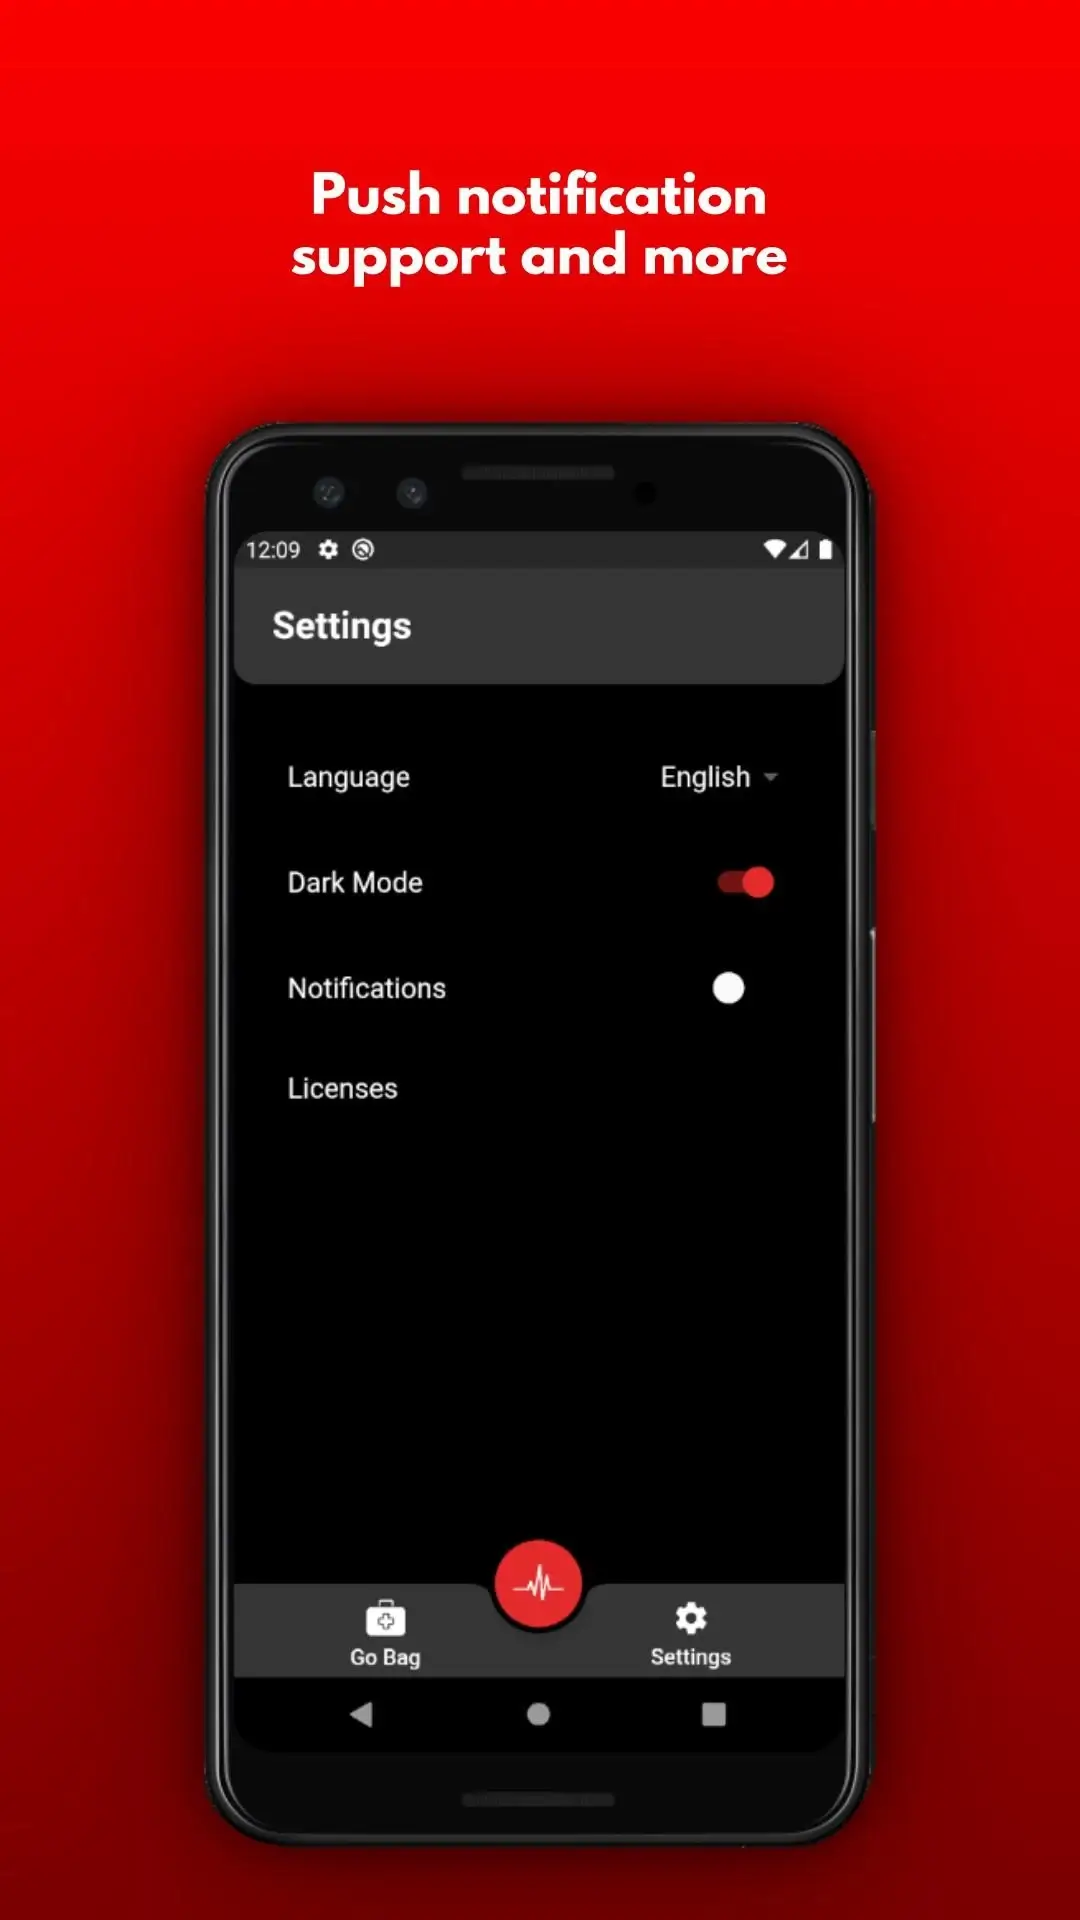 Push notification
support and more
12:09
Settings
Language English
Dark Mode
Notifications
Licenses
Go Bag Settings